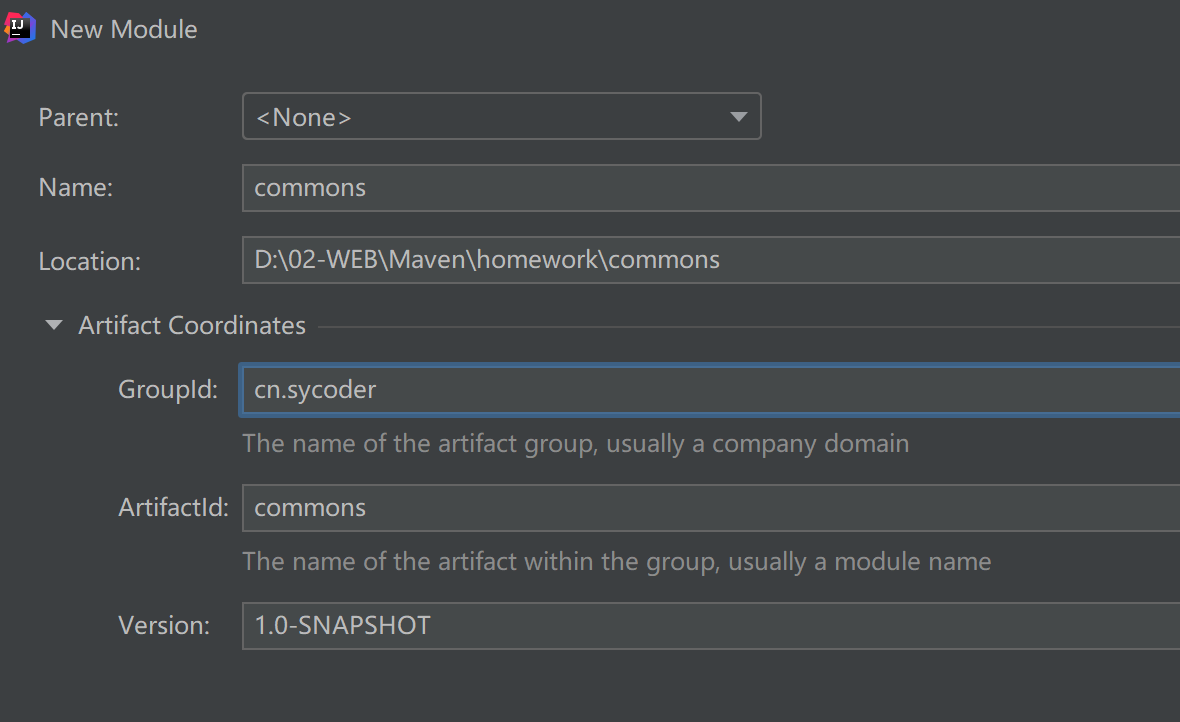 IJ
New Module
Parent: <None>
Name: commons
Location: D:\02-WEB\Maven\homework\commons
Artifact Coordinates
GroupId: cn.sycoder
The name of the artifact group, usually a company domain
ArtifactId: commons
The name of the artifact within the group, usually a module name
Version: 1.0-SNAPSHOT